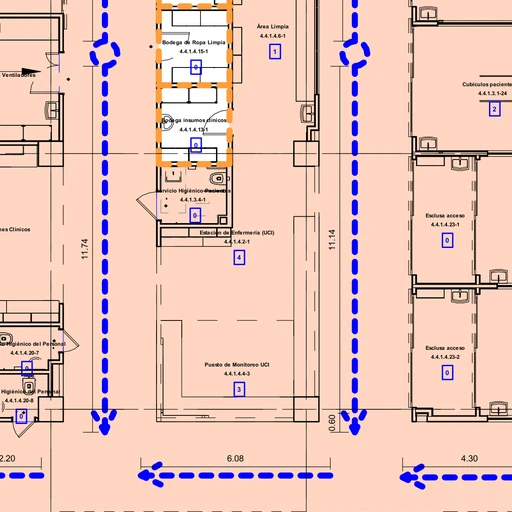 Área Limpia
4.4.1.4.6-1
1
Bodega de Ropa Limpia
4.4.1.4.15-1
0
Ventiladores
Cubículos paciente
4.4.1.3.1-24
2
Bodega insumos clínicos
4.4.1.4.13-1
0
1
Servicio Higiénico Pacientes
4.4.1.3.4-1
0
Esclusa acceso
4.4.1.4.23-1
0
nes Clínicos
Estación de Enfermería (UCI)
4.4.1.4.2-1
4
11.74
11.14
Higiénico del Personal
4.4.1.4.20-7
0
Esclusa acceso
4.4.1.4.23-2
0
Puesto de Monitoreo UCI
4.4.1.4.4-3
3
Higiénico del Personal
4.4.1.4.20-8
0
0.60
2.20
6.08
4.30